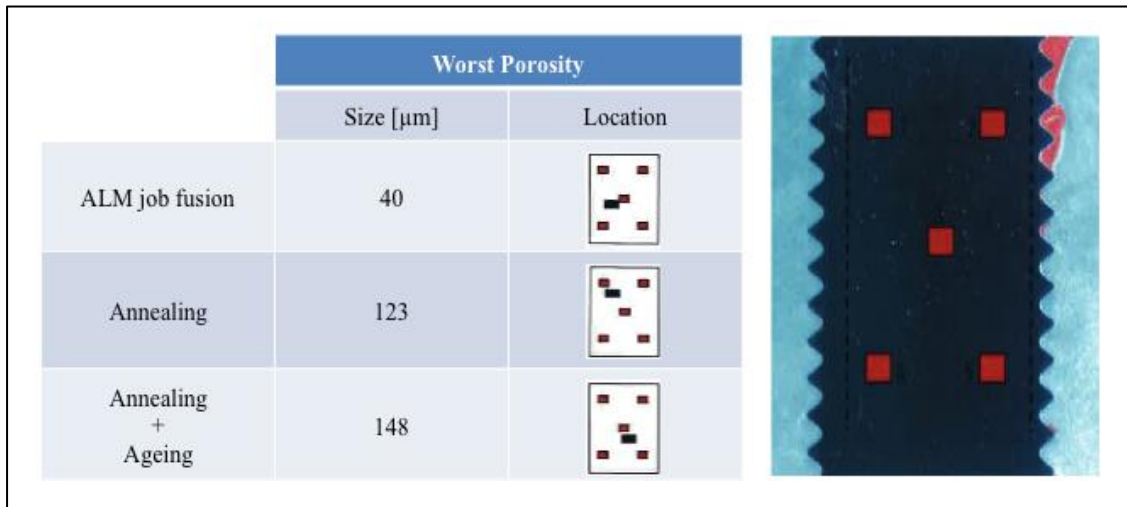 Worst Porosity
Size [µm]
Location
ALM job fusion
40
Annealing
123
Annealing
+
Ageing
148